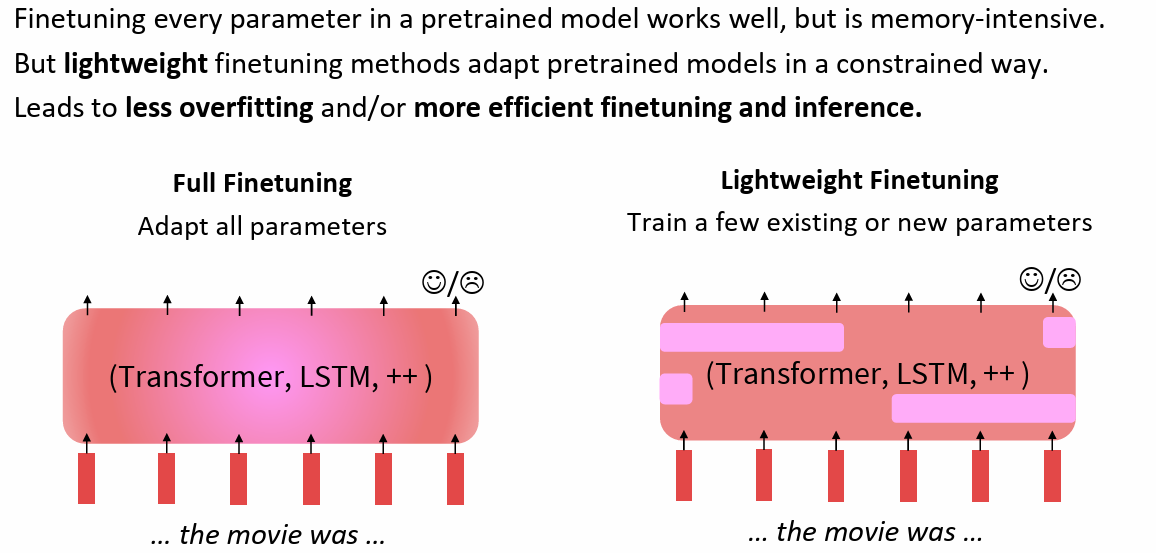 Finetuning every parameter in a pretrained model works well, but is memory-intensive.
But lightweight finetuning methods adapt pretrained models in a constrained way.
Leads to less overfitting and/or more efficient finetuning and inference.
Full Finetuning
Adapt all parameters
☺/☹
(Transformer, LSTM, ++ )
... the movie was ...
Lightweight Finetuning
Train a few existing or new parameters
☺/☹
(Transformer, LSTM, ++ )
... the movie was ...